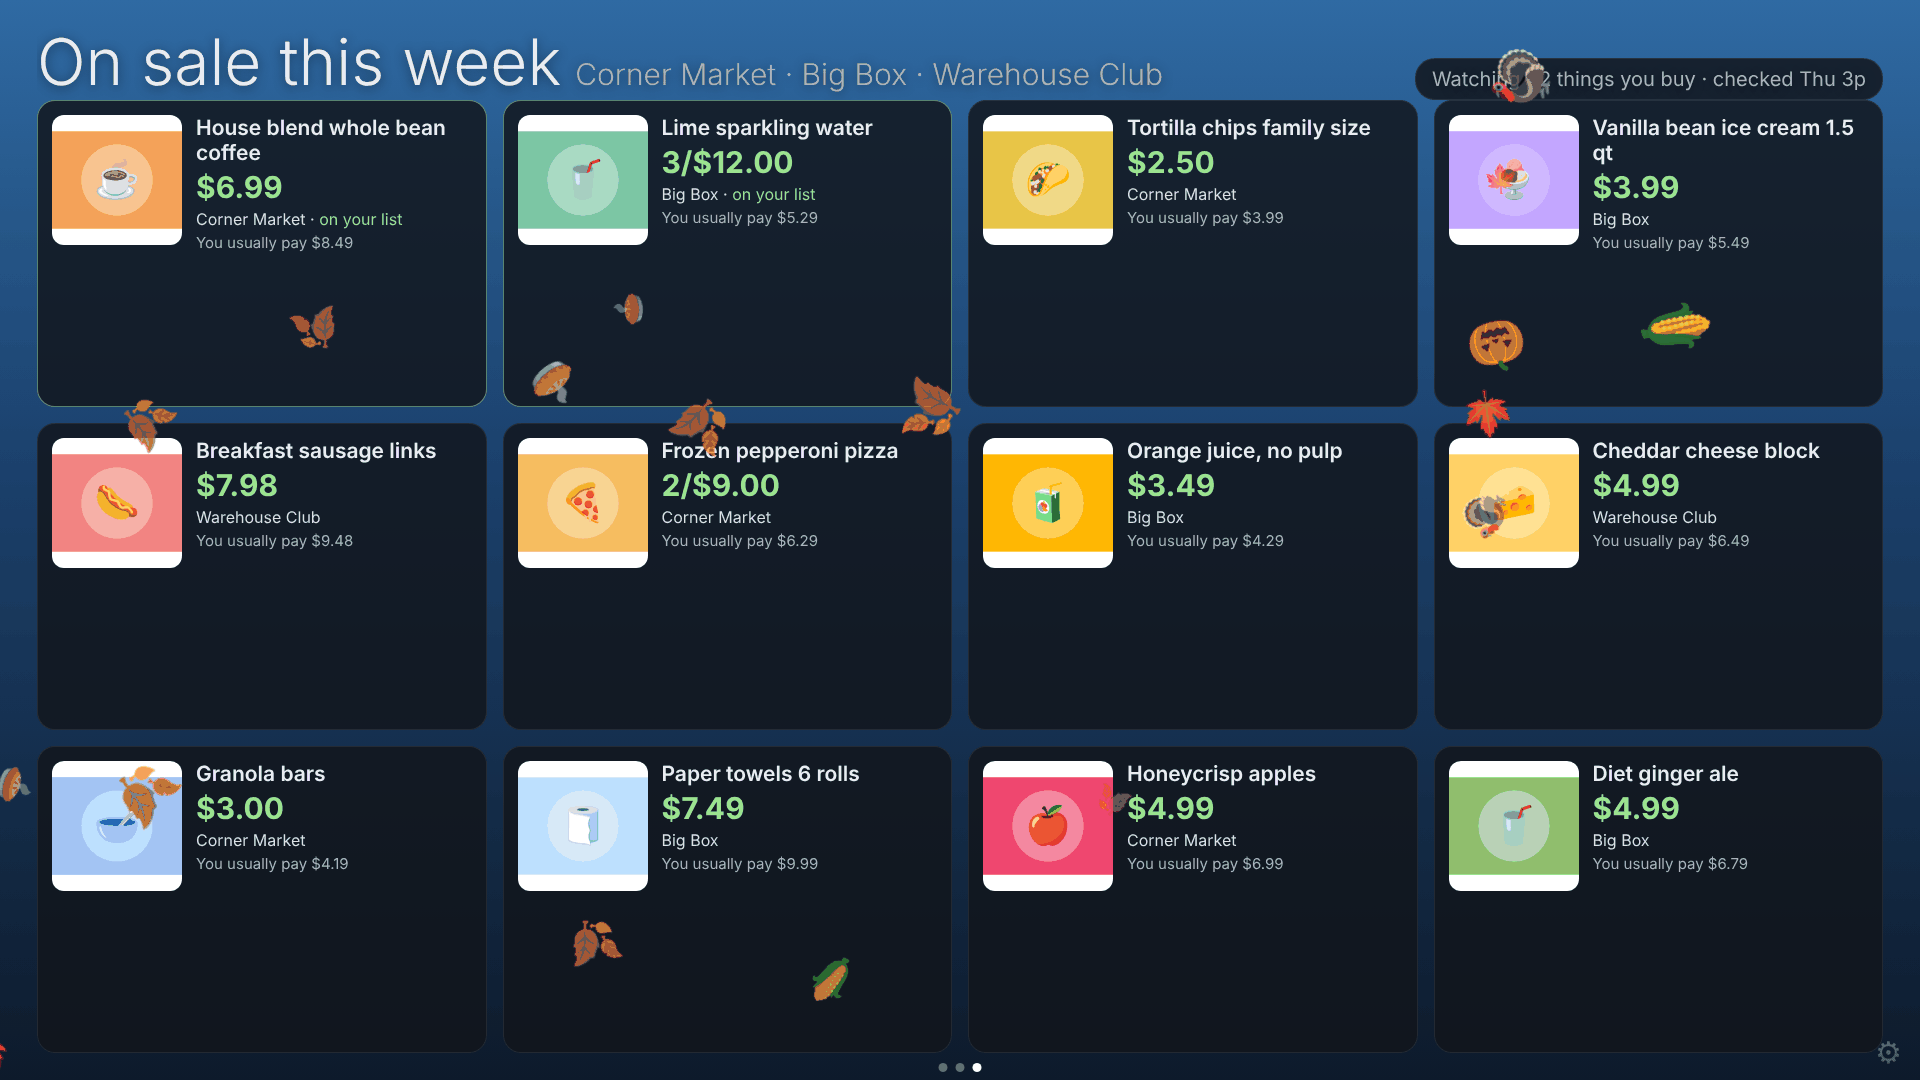 On sale this week Corner Market · Big Box · Warehouse Club
Watching 2 things you buy · checked Thu 3p
House blend whole bean
coffee
$6.99
Corner Market · on your list
You usually pay $8.49
Lime sparkling water
3/$12.00
Big Box · on your list
You usually pay $5.29
Tortilla chips family size
$2.50
Corner Market
You usually pay $3.99
Vanilla bean ice cream 1.5
qt
$3.99
Big Box
You usually pay $5.49
Breakfast sausage links
$7.98
Warehouse Club
You usually pay $9.48
Frozen pepperoni pizza
2/$9.00
Corner Market
You usually pay $6.29
Orange juice, no pulp
$3.49
Big Box
You usually pay $4.29
Cheddar cheese block
$4.99
Warehouse Club
You usually pay $6.49
Granola bars
$3.00
Corner Market
You usually pay $4.19
Paper towels 6 rolls
$7.49
Big Box
You usually pay $9.99
Honeycrisp apples
$4.99
Corner Market
You usually pay $6.99
Diet ginger ale
$4.99
Big Box
You usually pay $6.79